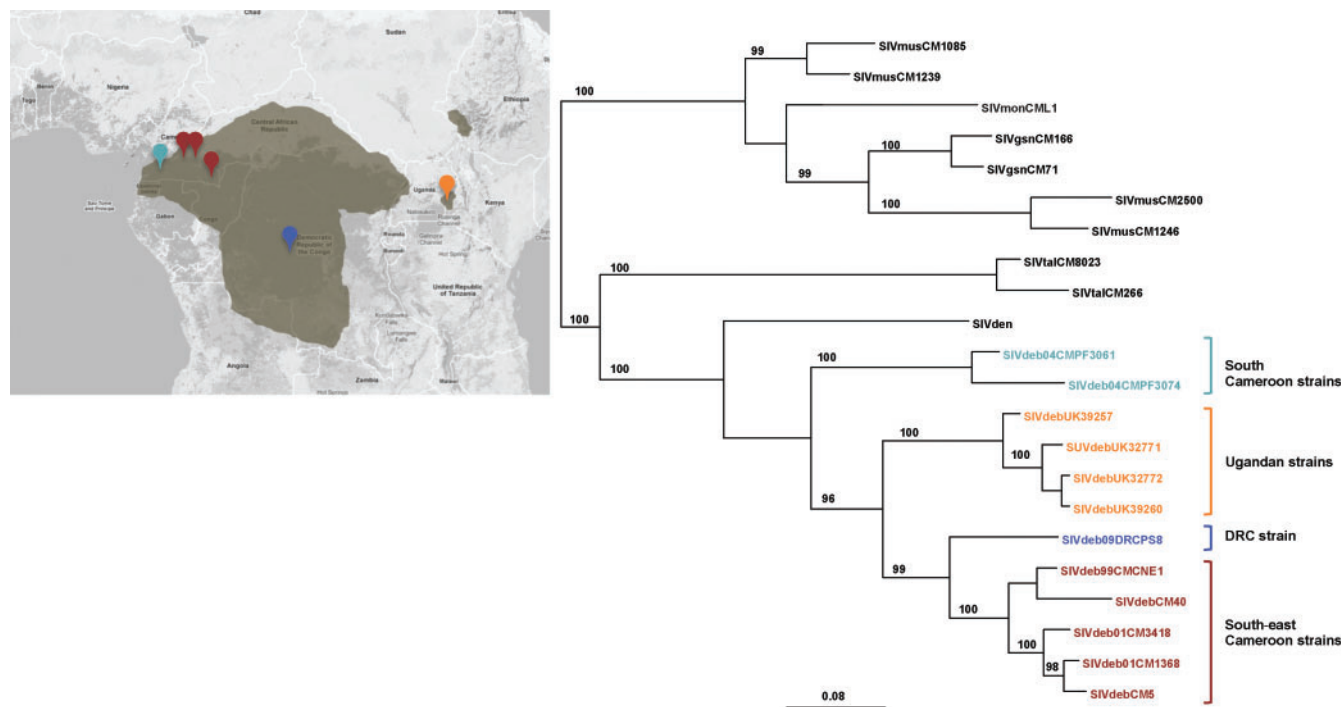 Chad
Sudan
Nigeria
Togo
Ethiopia
Central African
Republic
Uganda
Kenya
Gabon
Congo
Democratic
Republic of
the Congo
Rwanda
Burundi
Hot Spring
United Republic
of Tanzania
Angola
Zambia
Hot Springs
Malawi
SIVmusCM1085
99
SIVmusCM1239
100
SIVmonCML1
SIVgsnCM166
100
SIVgsnCM71
99
SIVmusCM2500
100
SIVmusCM1246
SIVtalCM8023
100
SIVtalCM266
100
SIVden
100
SIVdeb04CMPF3061
100
SIVdeb04CMPF3074
South
Cameroon strains
SIVdebUK39257
100
SUVdebUK32771
100
SIVdebUK32772
SIVdebUK39260
Ugandan strains
96
SIVdeb09DRCPS8
DRC strain
99
SIVdeb99CMCNE1
SIVdebCM40
100
SIVdeb01CM3418
100
SIVdeb01CM1368
98
SIVdebCM5
South-east
Cameroon strains
0.08